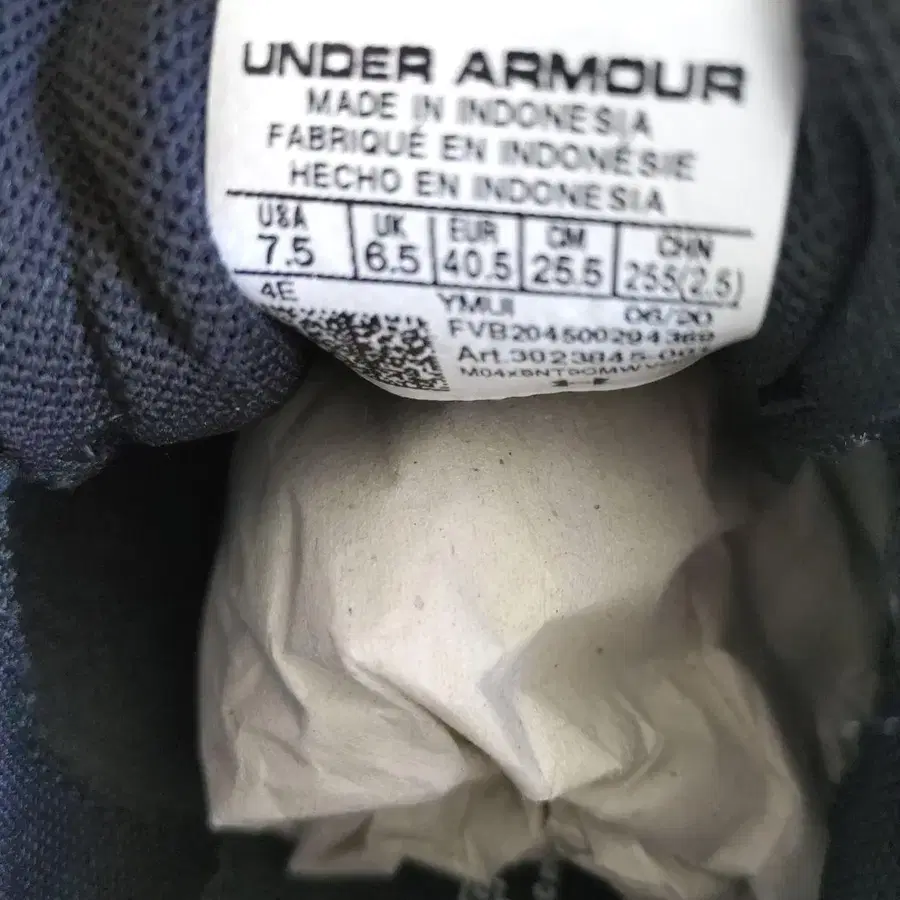 UNDER ARMOUR
MADE IN INDONESIA
FABRIQUÉ EN INDONÉSIE
HECHO EN INDONESIA
USA UK EUR CM CHN
7.5 6.5 40.5 25.5 255(2.5)
4E YMUI 06/20
FVB204500294369